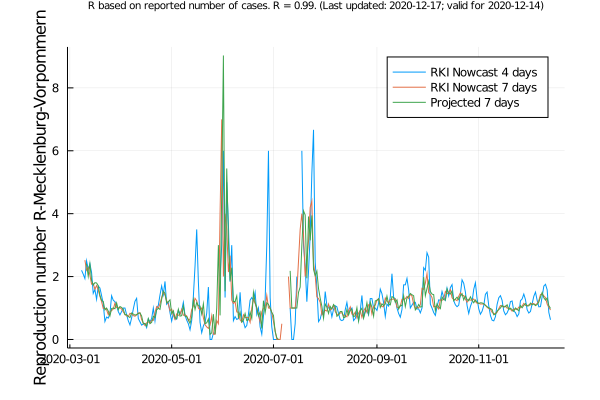 R based on reported number of cases. R = 0.99. (Last updated: 2020-12-17; valid for 2020-12-14)
Reproduction number R-Mecklenburg-Vorpommern
RKI Nowcast 4 days
RKI Nowcast 7 days
Projected 7 days
8
6
4
2
0
2020-03-01
2020-05-01
2020-07-01
2020-09-01
2020-11-01